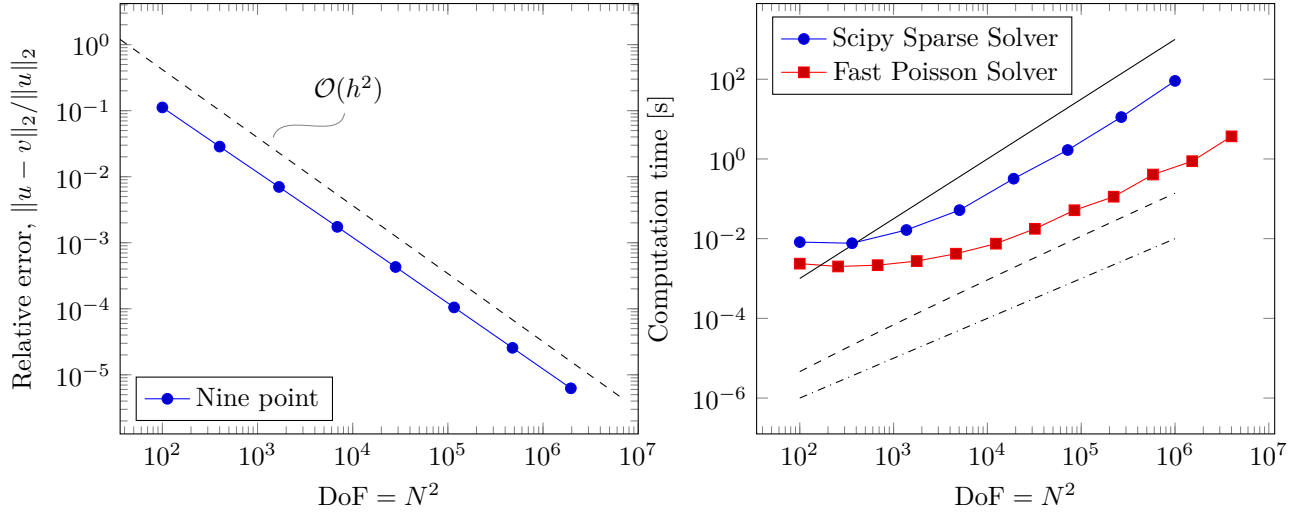 10^0
10^{-1}
10^{-2}
10^{-3}
10^{-4}
10^{-5}
Relative error, ‖u − v‖_2/‖u‖_2
𝒪(h^2)
Nine point
10^2 10^3 10^4 10^5 10^6 10^7
DoF = N^2
Scipy Sparse Solver
Fast Poisson Solver
10^2
10^0
10^{-2}
10^{-4}
10^{-6}
Computation time [s]
10^2 10^3 10^4 10^5 10^6 10^7
DoF = N^2